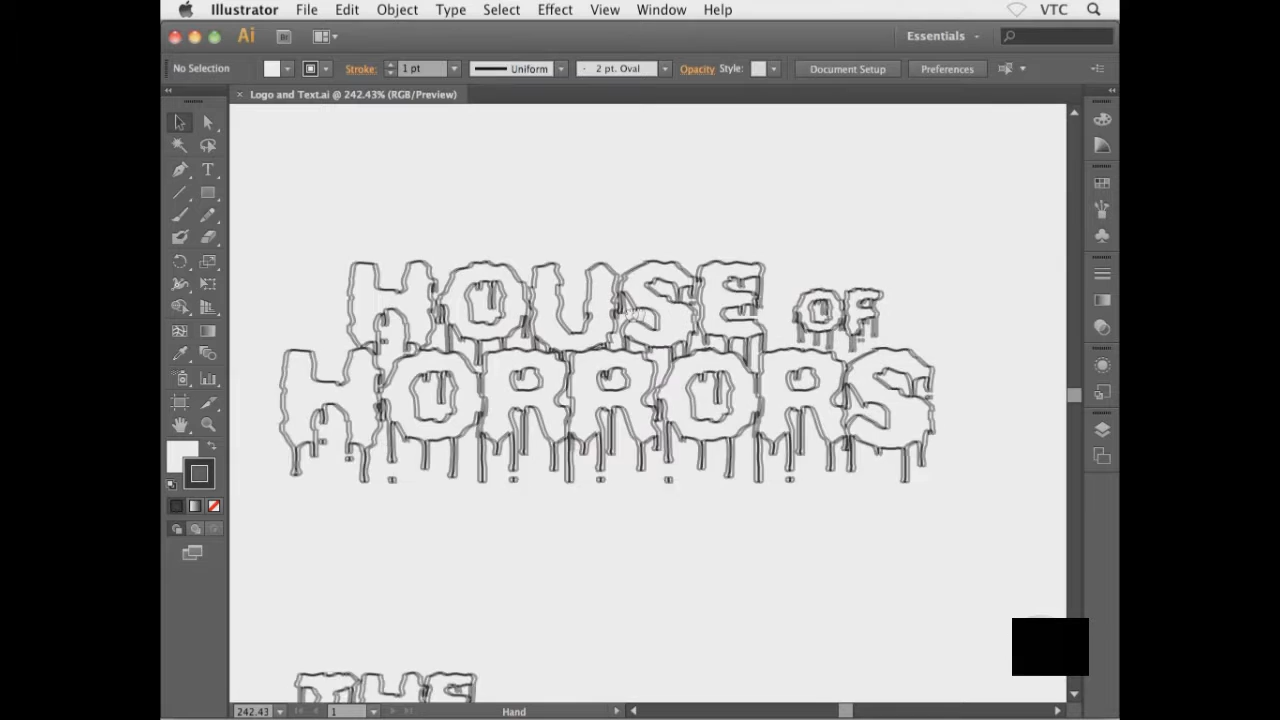 Illustrator File Edit Object Type Select Effect View Window Help VTC
Ai Br Essentials
No Selection Stroke: 1 pt Uniform 2 pt. Oval Opacity Style: Document Setup Preferences
× Logo and Text.ai @ 242.43% (RGB/Preview)
HOUSE OF
HORRORS
THE
242.43 1 Hand